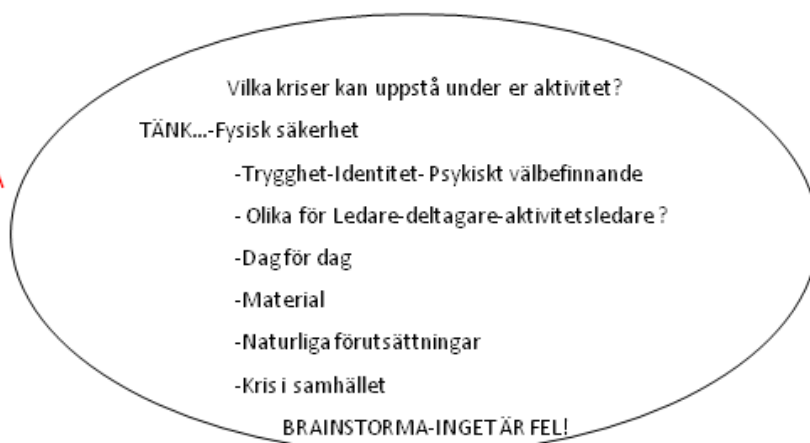 Vilka kriser kan uppstå under er aktivitet?
TÄNK...-Fysisk säkerhet
-Trygghet-Identitet- Psykiskt välbefinnande
- Olika för Ledare-deltagare-aktivitetsledare?
-Dag för dag
-Material
-Naturliga förutsättningar
-Kris i samhället
BRAINSTORMA-INGET ÄR FEL!